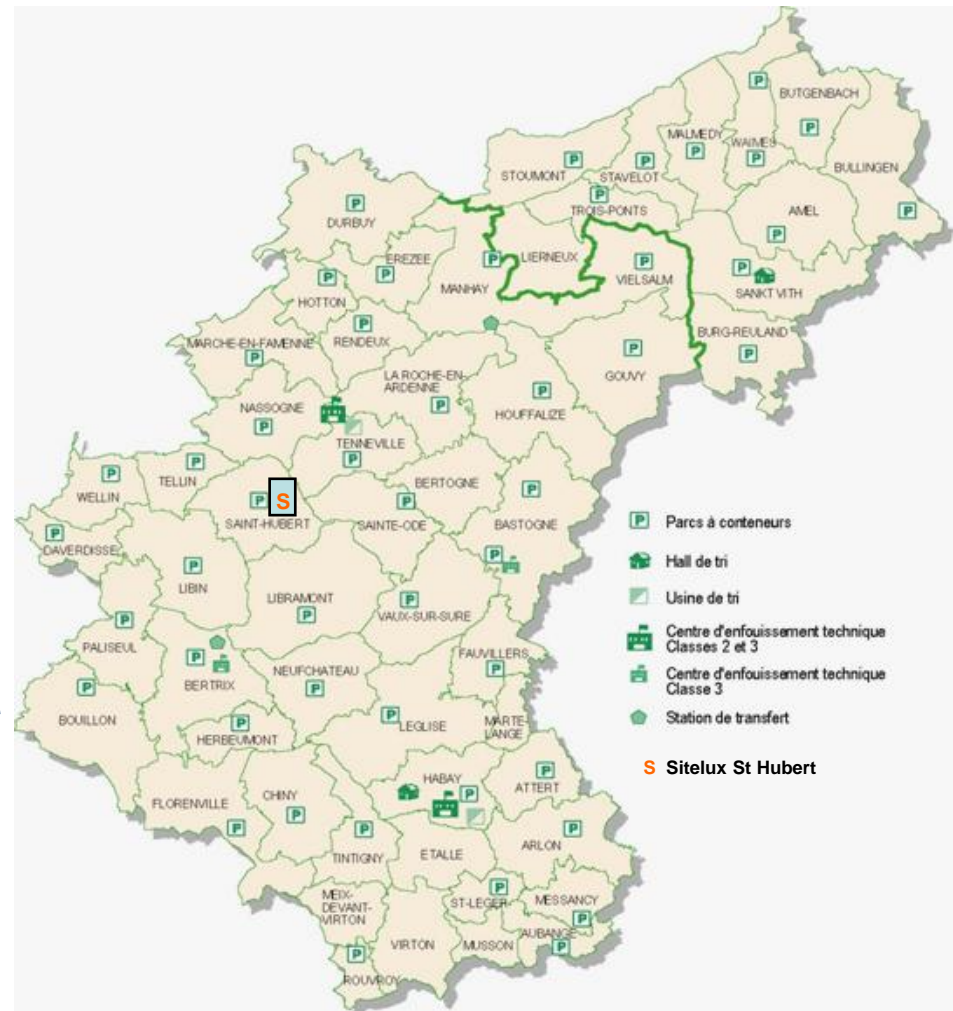 BUTGENBACH
P
P
MALMEDY
P
WAIMES
P
P
STOUMONT
P
STAVELOT
BULLINGEN
P
TROIS-PONTS
P
DURBUY
AMEL
P
P
EREZEE
P
LIERNEUX
P
MANHAY
P
VIELSALM
P
SANKT VITH
P
HOTTON
P
RENDEUX
BURG-REULAND
P
MARCHE-EN-FAMENNE
P
LA ROCHE-EN-
ARDENNE
P
P
GOUVY
P
HOUFFALIZE
NASSOGNE
P
TENNEVILLE
P
P
WELLIN
P
TELLIN
BERTOGNE
P
BASTOGNE
P
P
S
SAINT-HUBERT
P
SAINTE-ODE
P
DAVERDISSE
P
LIBIN
LIBRAMONT
P
P
VAUX-SUR-SURE
P
PALISEUL
P
BERTRIX
NEUFCHATEAU
P
FAUVILLERS
P
P
BOUILLON
P
HERBEUMONT
P
LEGLISE
MARTE-
LANGE
HABAY
P
P
ATTERT
FLORENVILLE
P
CHINY
P
P
TINTIGNY
ETALLE
P
ARLON
MEIX-
DEVANT-
VIRTON
P
ST-LEGER
MESSANCY
P
AUBANGE
P
VIRTON
MUSSON
P
ROUVROY
P Parcs à conteneurs
Hall de tri
Usine de tri
Centre d'enfouissement technique
Classes 2 et 3
Centre d'enfouissement technique
Classe 3
Station de transfert
S Sitelux St Hubert